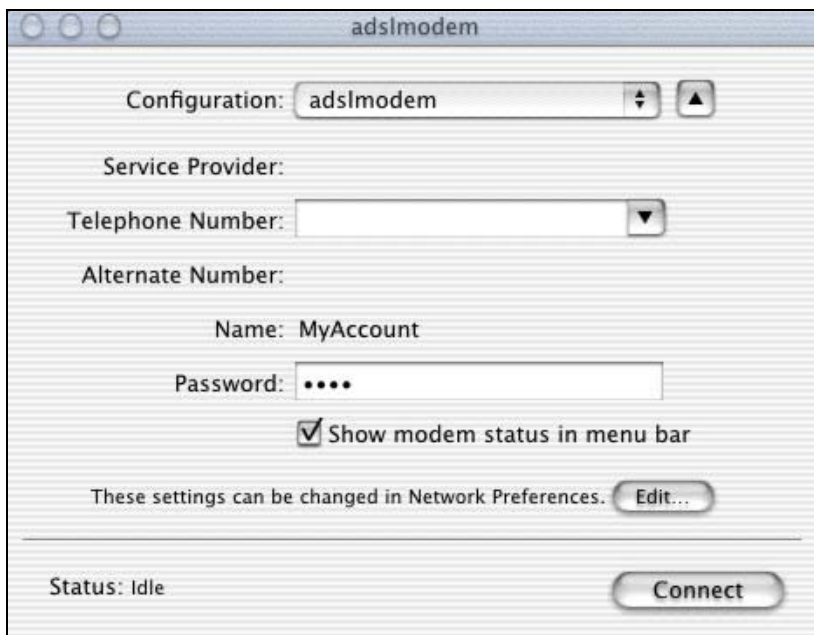 adslmodem
Configuration: adslmodem
Service Provider:
Telephone Number:
Alternate Number:
Name: MyAccount
Password: ••••
Show modem status in menu bar
These settings can be changed in Network Preferences. Edit...
Status: Idle
Connect